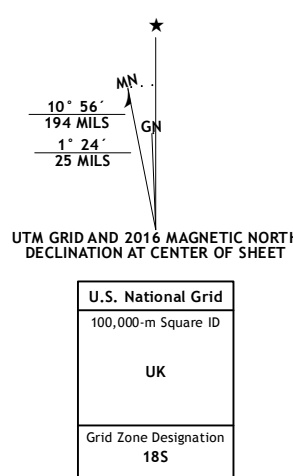 ★
MN
10° 56´
194 MILS
GN
1° 24´
25 MILS
UTM GRID AND 2016 MAGNETIC NORTH
DECLINATION AT CENTER OF SHEET
U.S. National Grid
100,000-m Square ID
UK
Grid Zone Designation
18S